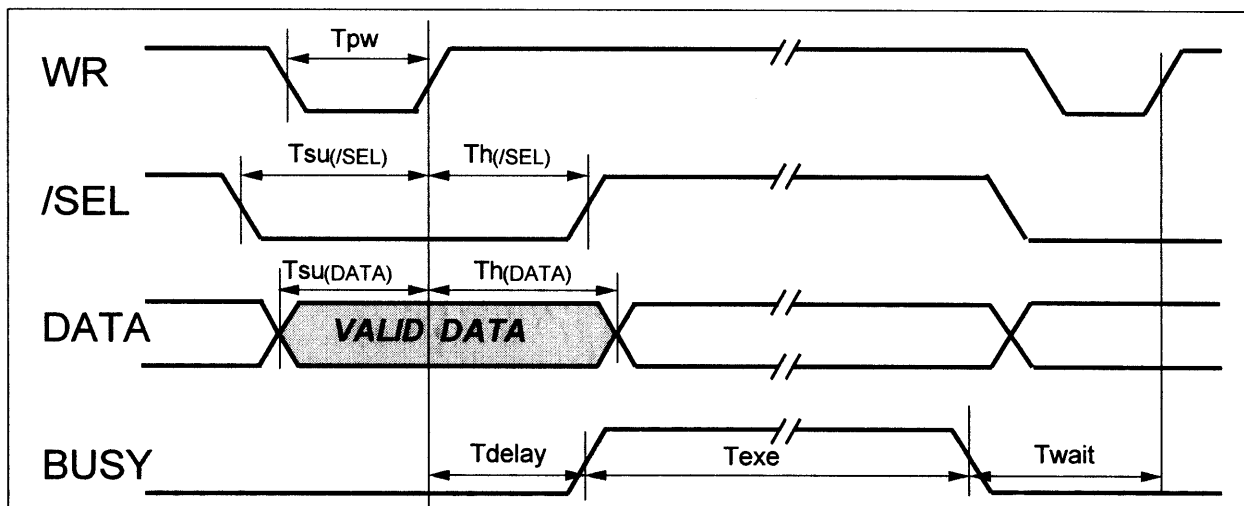 Tpw
WR
Tsu(/SEL) Th(/SEL)
/SEL
Tsu(DATA) Th(DATA)
DATA VALID DATA
BUSY Tdelay Texe Twait